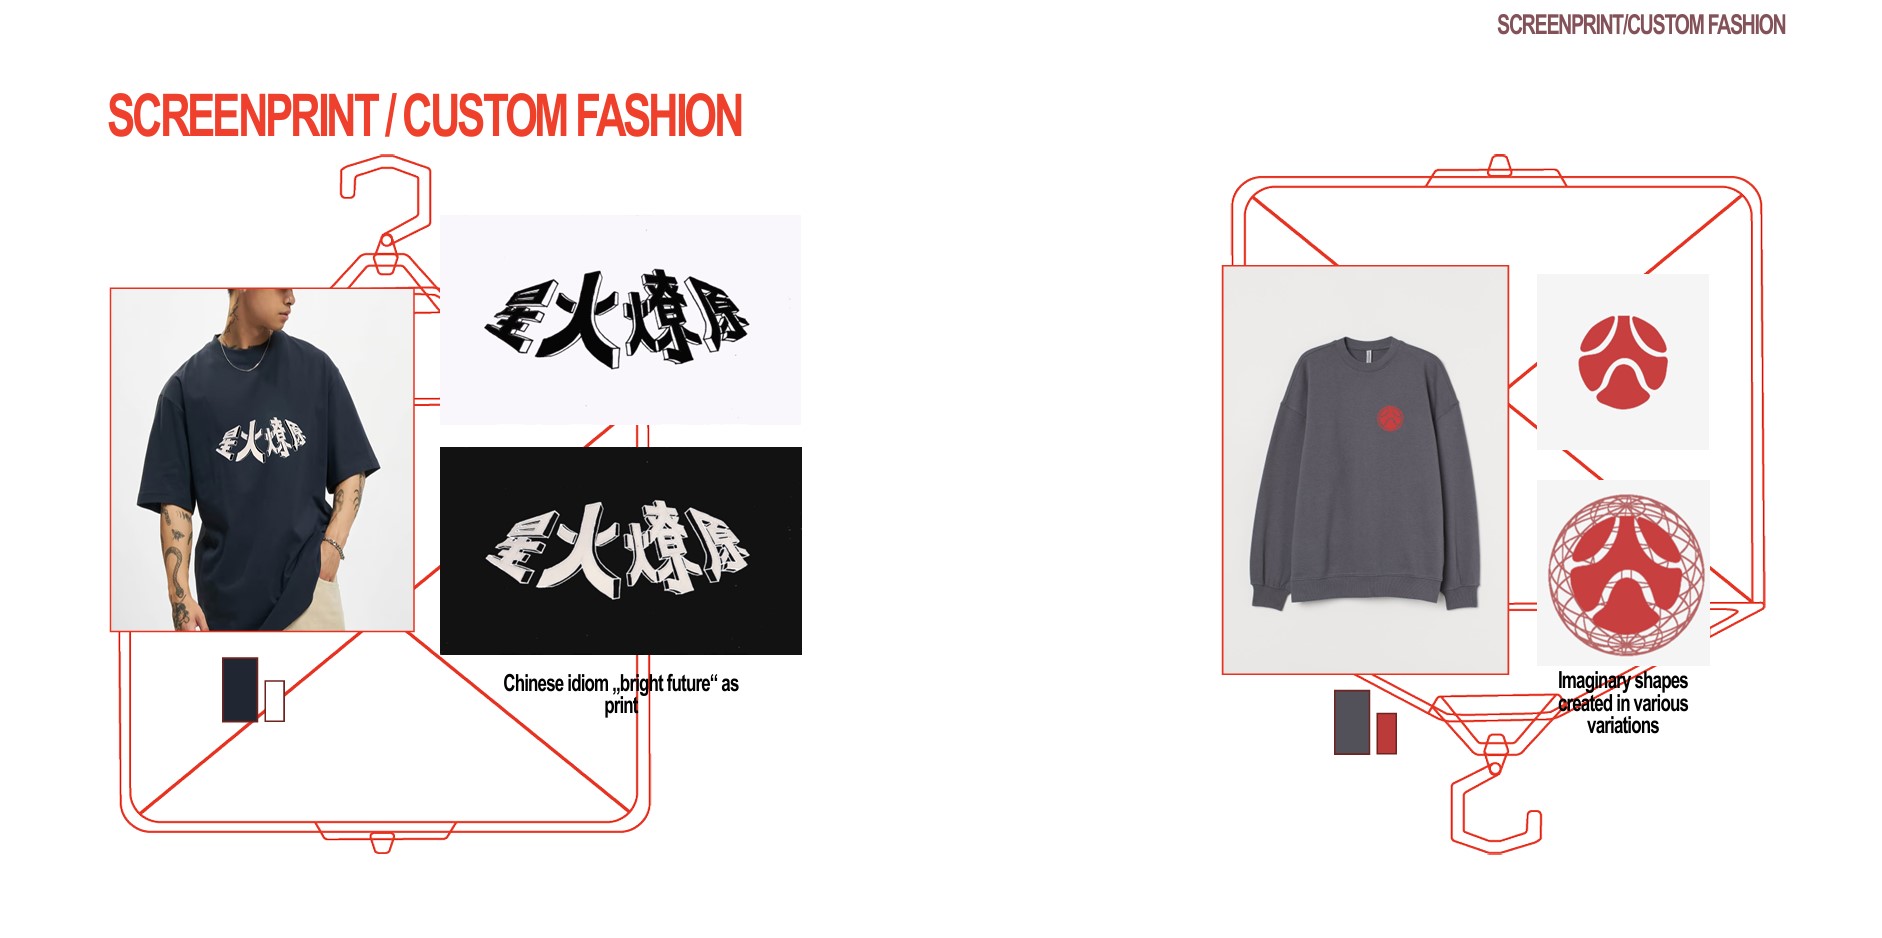 SCREENPRINT/CUSTOM FASHION
SCREENPRINT / CUSTOM FASHION
星火燎原
星火燎原
星火燎原
Chinese idiom „bright future“ as
print
Imaginary shapes
created in various
variations